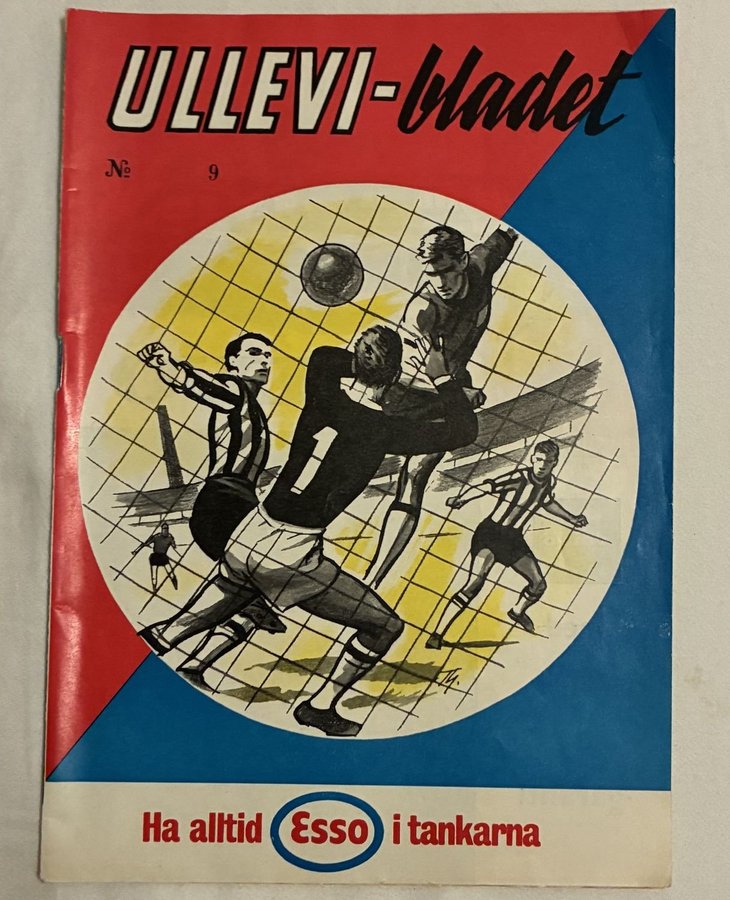 ULLEVI-bladet
№ 9
1
Ha alltid Esso i tankarna